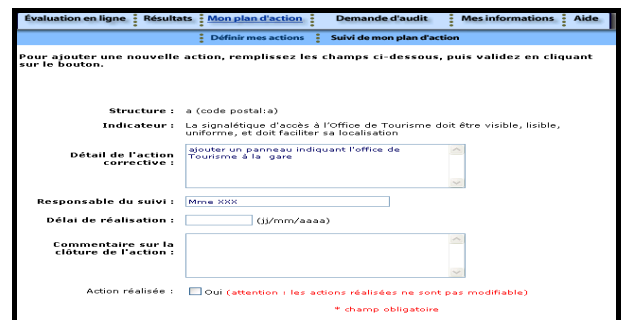 Évaluation en ligne Résultats Mon plan d'action Demande d'audit Mes informations Aide
Définir mes actions Suivi de mon plan d'action
Pour ajouter une nouvelle action, remplissez les champs ci-dessous, puis validez en cliquant
sur le bouton.
Structure : a (code postal:a)
Indicateur : La signalétique d'accès à l'Office de Tourisme doit être visible, lisible,
uniforme, et doit faciliter sa localisation
Détail de l'action
corrective :
ajouter un panneau indiquant l'office de
Tourisme à la gare
Responsable du suivi : Mme XXX
Délai de réalisation : (jj/mm/aaaa)
Commentaire sur la
clôture de l'action :
Action réalisée : Oui (attention : les actions réalisées ne sont pas modifiable)
* champ obligatoire